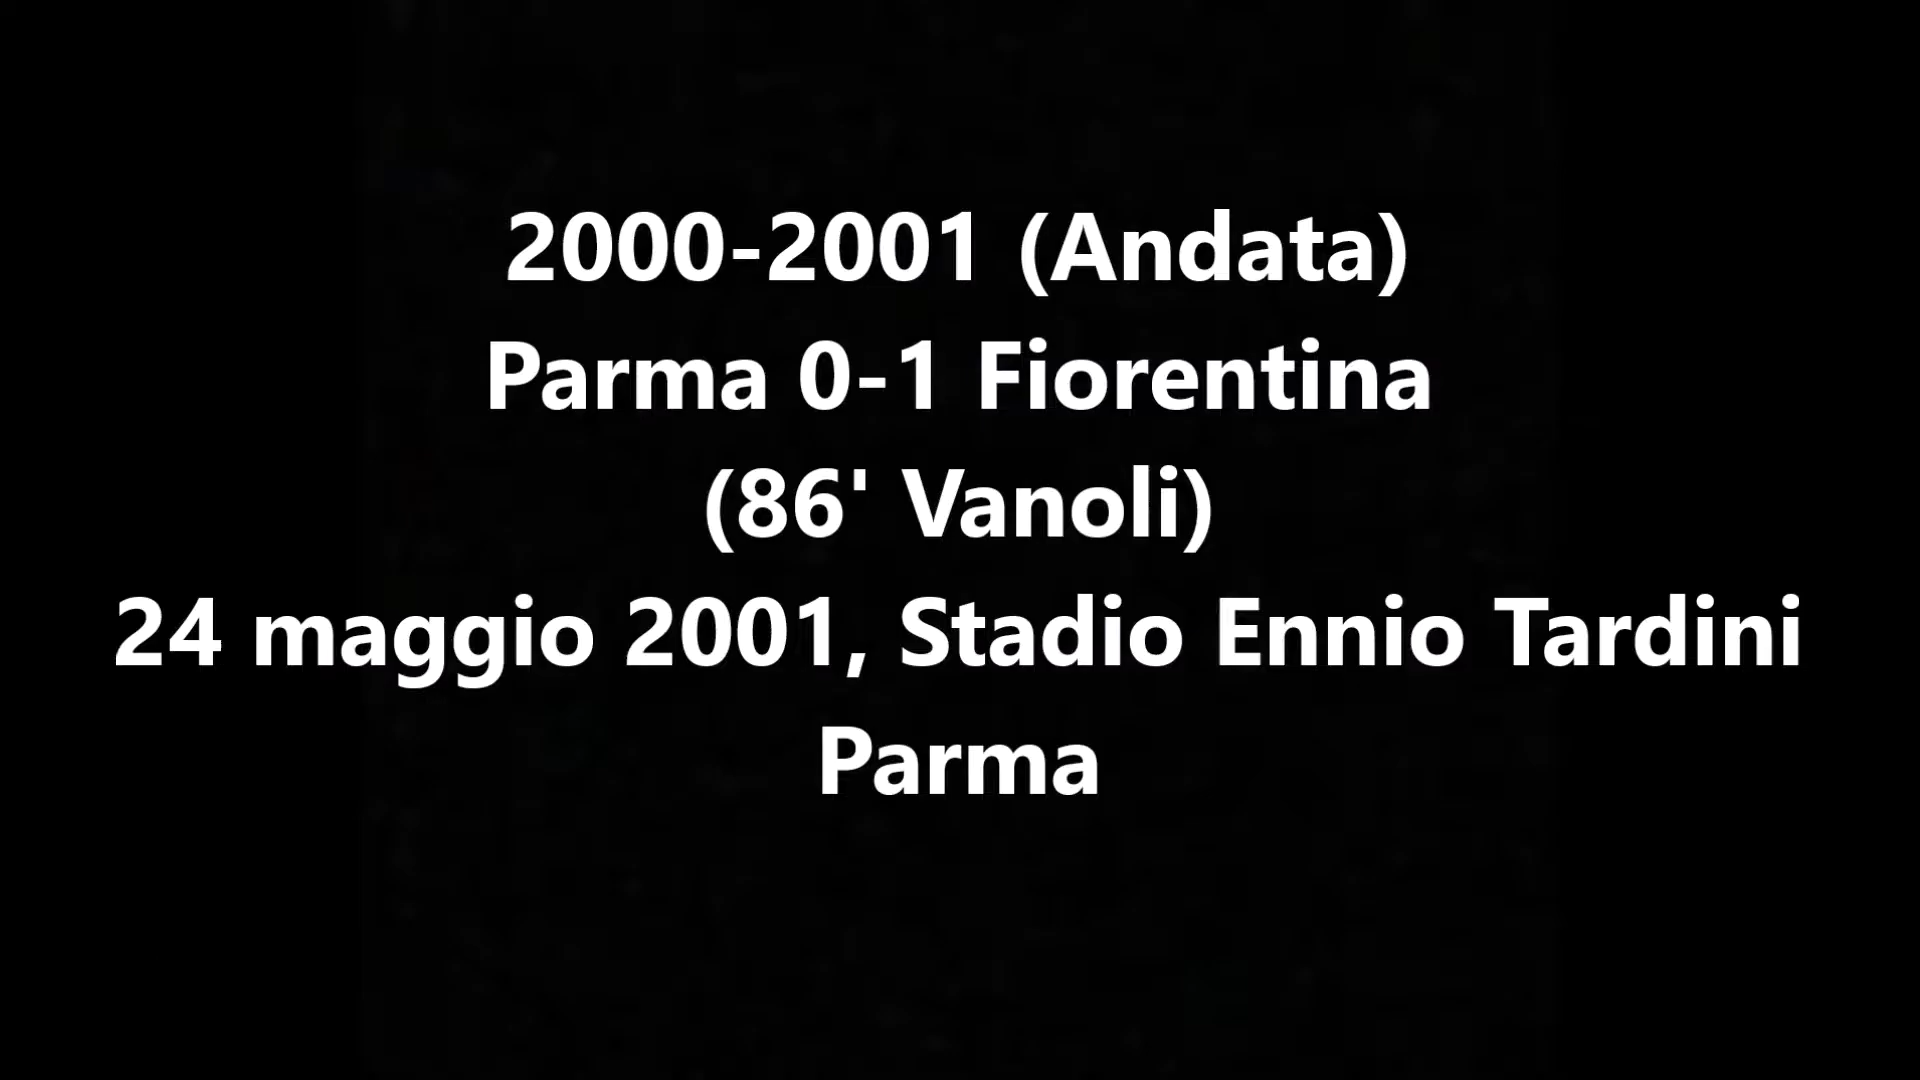 2000-2001 (Andata)
Parma 0-1 Fiorentina
(86' Vanoli)
24 maggio 2001, Stadio Ennio Tardini
Parma